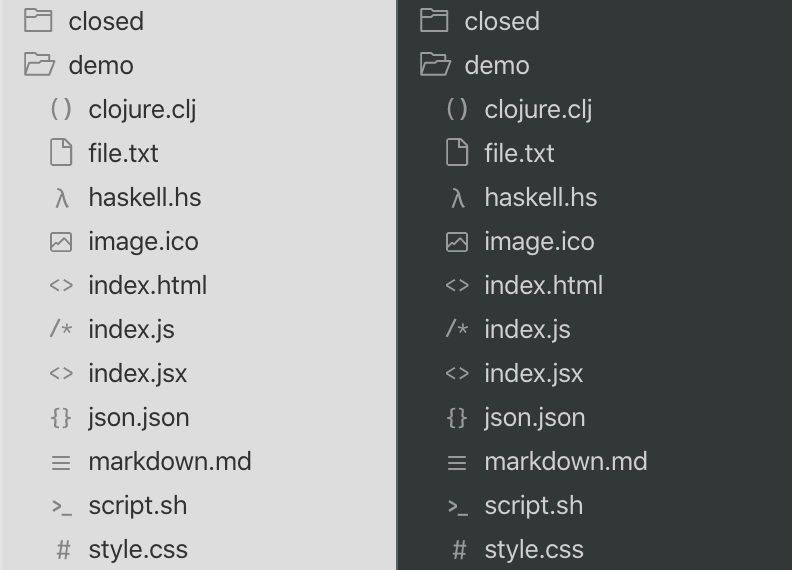 closed
demo
() clojure.clj
file.txt
λ haskell.hs
image.ico
<> index.html
/* index.js
<> index.jsx
{} json.json
markdown.md
>_ script.sh
# style.css
closed
demo
() clojure.clj
file.txt
λ haskell.hs
image.ico
<> index.html
/* index.js
<> index.jsx
{} json.json
markdown.md
>_ script.sh
# style.css